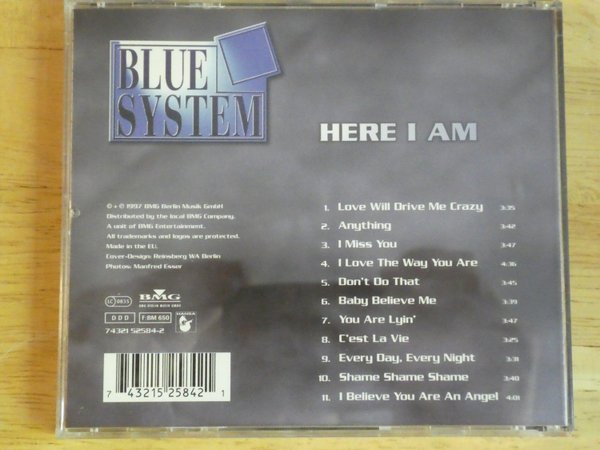 BLUE
SYSTEM
HERE I AM
℗ + © 1997 BMG Berlin Musik GmbH
Distributed by the local BMG Company.
A unit of BMG Entertainment.
All trademarks and logos are protected.
Made in the EU.
Cover-Design: Reinsberg WA Berlin
Photos: Manfred Esser
LC 0835
BMG
HANSA
DDD
F: BM 650
74321 52584-2
7 43215 25842 1
1. Love Will Drive Me Crazy 3:35
2. Anything 3:42
3. I Miss You 3:47
4. I Love The Way You Are 4:36
5. Don't Do That 3:45
6. Baby Believe Me 3:39
7. You Are Lyin' 3:47
8. C'est La Vie 3:25
9. Every Day, Every Night 3:31
10. Shame Shame Shame 3:40
11. I Believe You Are An Angel 4:01